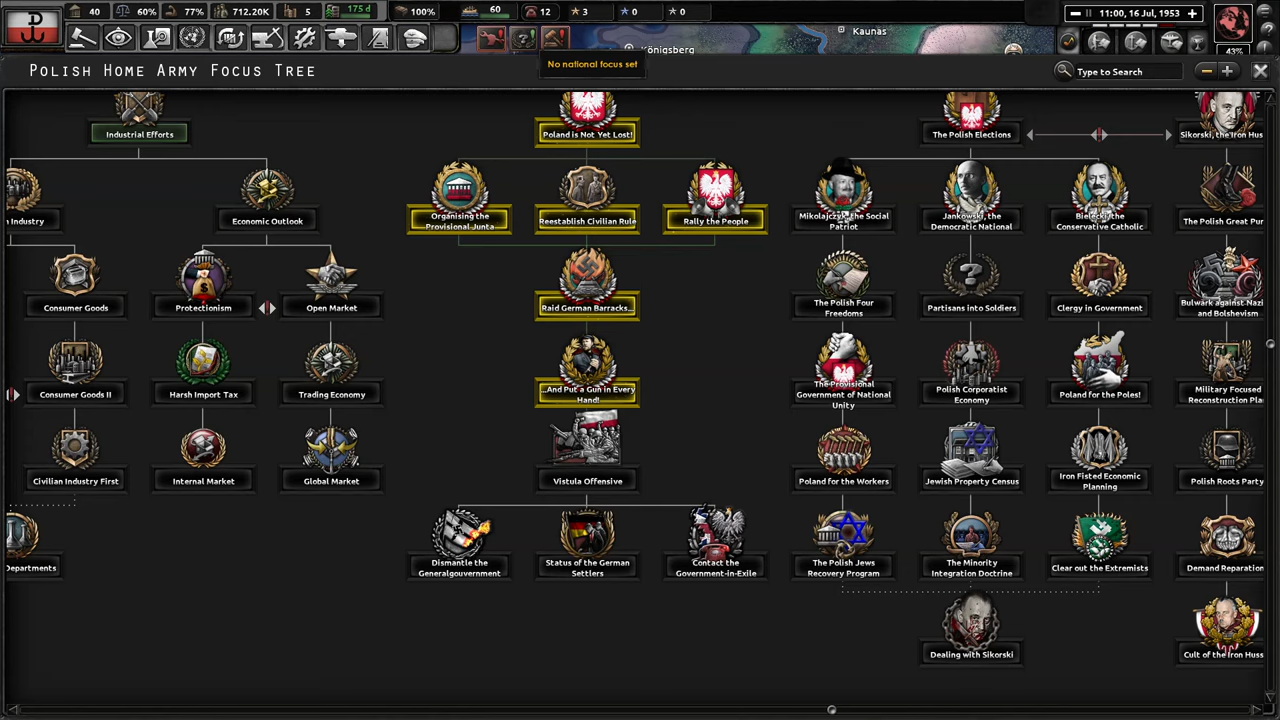 40
60%
77%
712.20K
5
175 d
100%
60
12
3
0
0
11:00, 16 Jul, 1953
43%
Kaunas
Königsberg
No national focus set
POLISH HOME ARMY FOCUS TREE
Type to Search
Industrial Efforts
Poland is Not Yet Lost!
The Polish Elections
Sikorski, the Iron Hus
n Industry
Economic Outlook
Organising the
Provisional Junta
Reestablish Civilian Rule
Rally the People
Mikolajczyk, the Social
Patriot
Jankowski, the
Democratic National
Bielecki, the
Conservative Catholic
The Polish Great Pur
Consumer Goods
Protectionism
Open Market
Raid German Barracks...
The Polish Four
Freedoms
Partisans into Soldiers
Clergy in Government
Bulwark against Nazi
and Bolshevism
Consumer Goods II
Harsh Import Tax
Trading Economy
...And Put a Gun in Every
Hand!
The Provisional
Government of National
Unity
Polish Corporatist
Economy
Poland for the Poles!
Military Focused
Reconstruction Pla
Civilian Industry First
Internal Market
Global Market
Vistula Offensive
Poland for the Workers
Jewish Property Census
Iron Fisted Economic
Planning
Polish Roots Party
Departments
Dismantle the
Generalgouvernment
Status of the German
Settlers
Contact the
Government-in-Exile
The Polish Jews
Recovery Program
The Minority
Integration Doctrine
Clear out the Extremists
Demand Reparation
Dealing with Sikorski
Cult of the Iron Huss